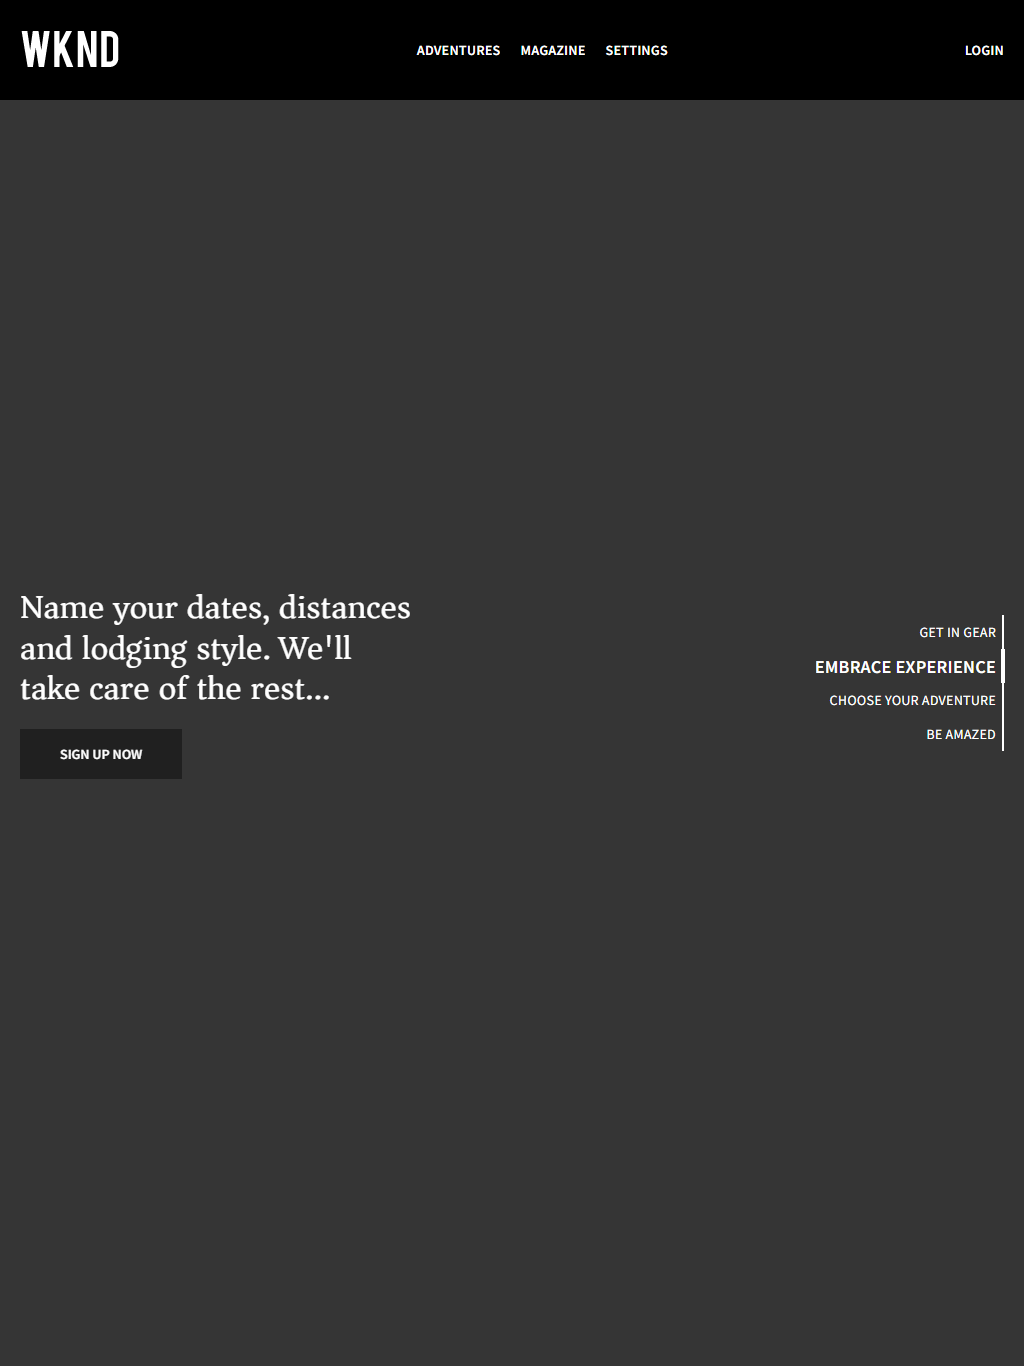 WKND
ADVENTURES MAGAZINE SETTINGS
LOGIN
Name your dates, distances
and lodging style. We'll
take care of the rest...
SIGN UP NOW
GET IN GEAR
EMBRACE EXPERIENCE
CHOOSE YOUR ADVENTURE
BE AMAZED